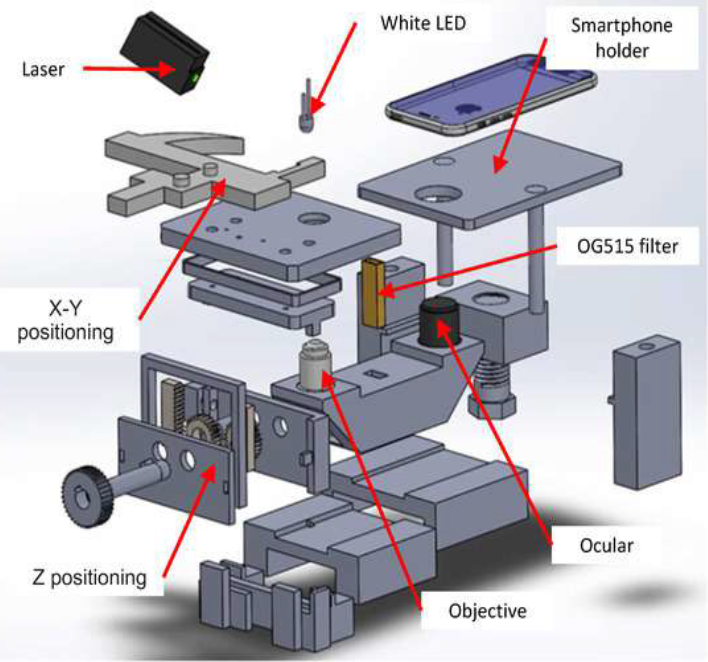 White LED
Smartphone
holder
Laser
OG515 filter
X-Y
positioning
Ocular
Z positioning
Objective